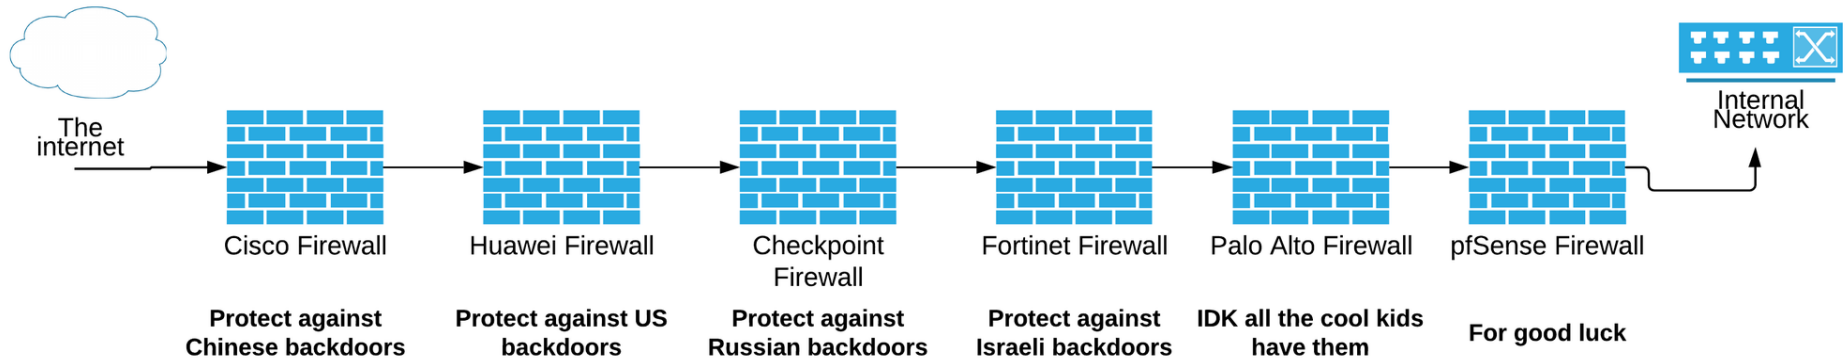 The
internet
Cisco Firewall
Protect against
Chinese backdoors
Huawei Firewall
Protect against US
backdoors
Checkpoint
Firewall
Protect against
Russian backdoors
Fortinet Firewall
Protect against
Israeli backdoors
Palo Alto Firewall
IDK all the cool kids
have them
pfSense Firewall
For good luck
Internal
Network